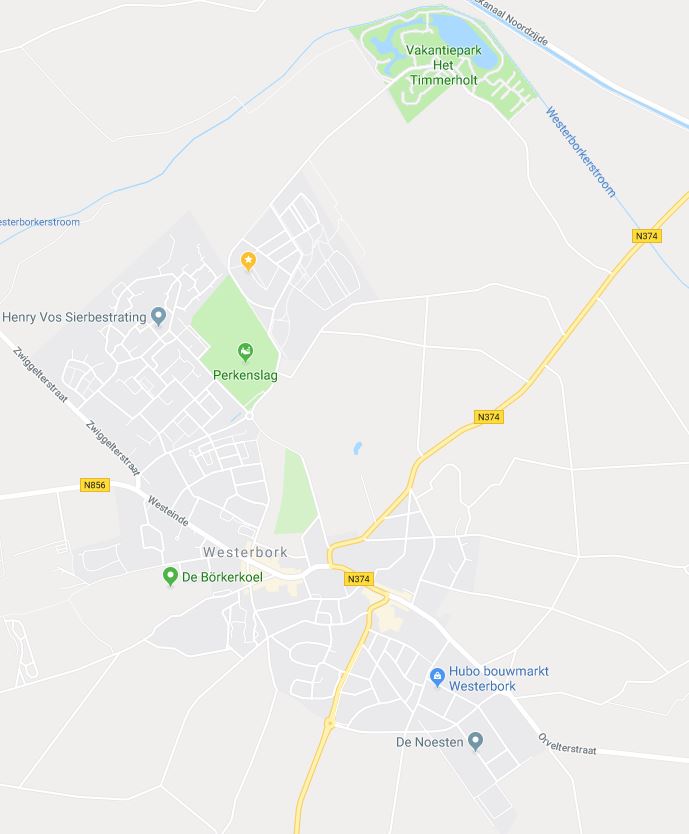 kanaal Noordzijde
Vakantiepark
Het
Timmerholt
Westerborkerstroom
esterborkerstroom
N374
Henry Vos Sierbestrating
Perkenslag
Zwiggelterstraat
N374
Zwiggelterstraat
N856
Westeinde
Westerbork
De Börkerkoel
N374
Hubo bouwmarkt
Westerbork
De Noesten
Orvelterstraat